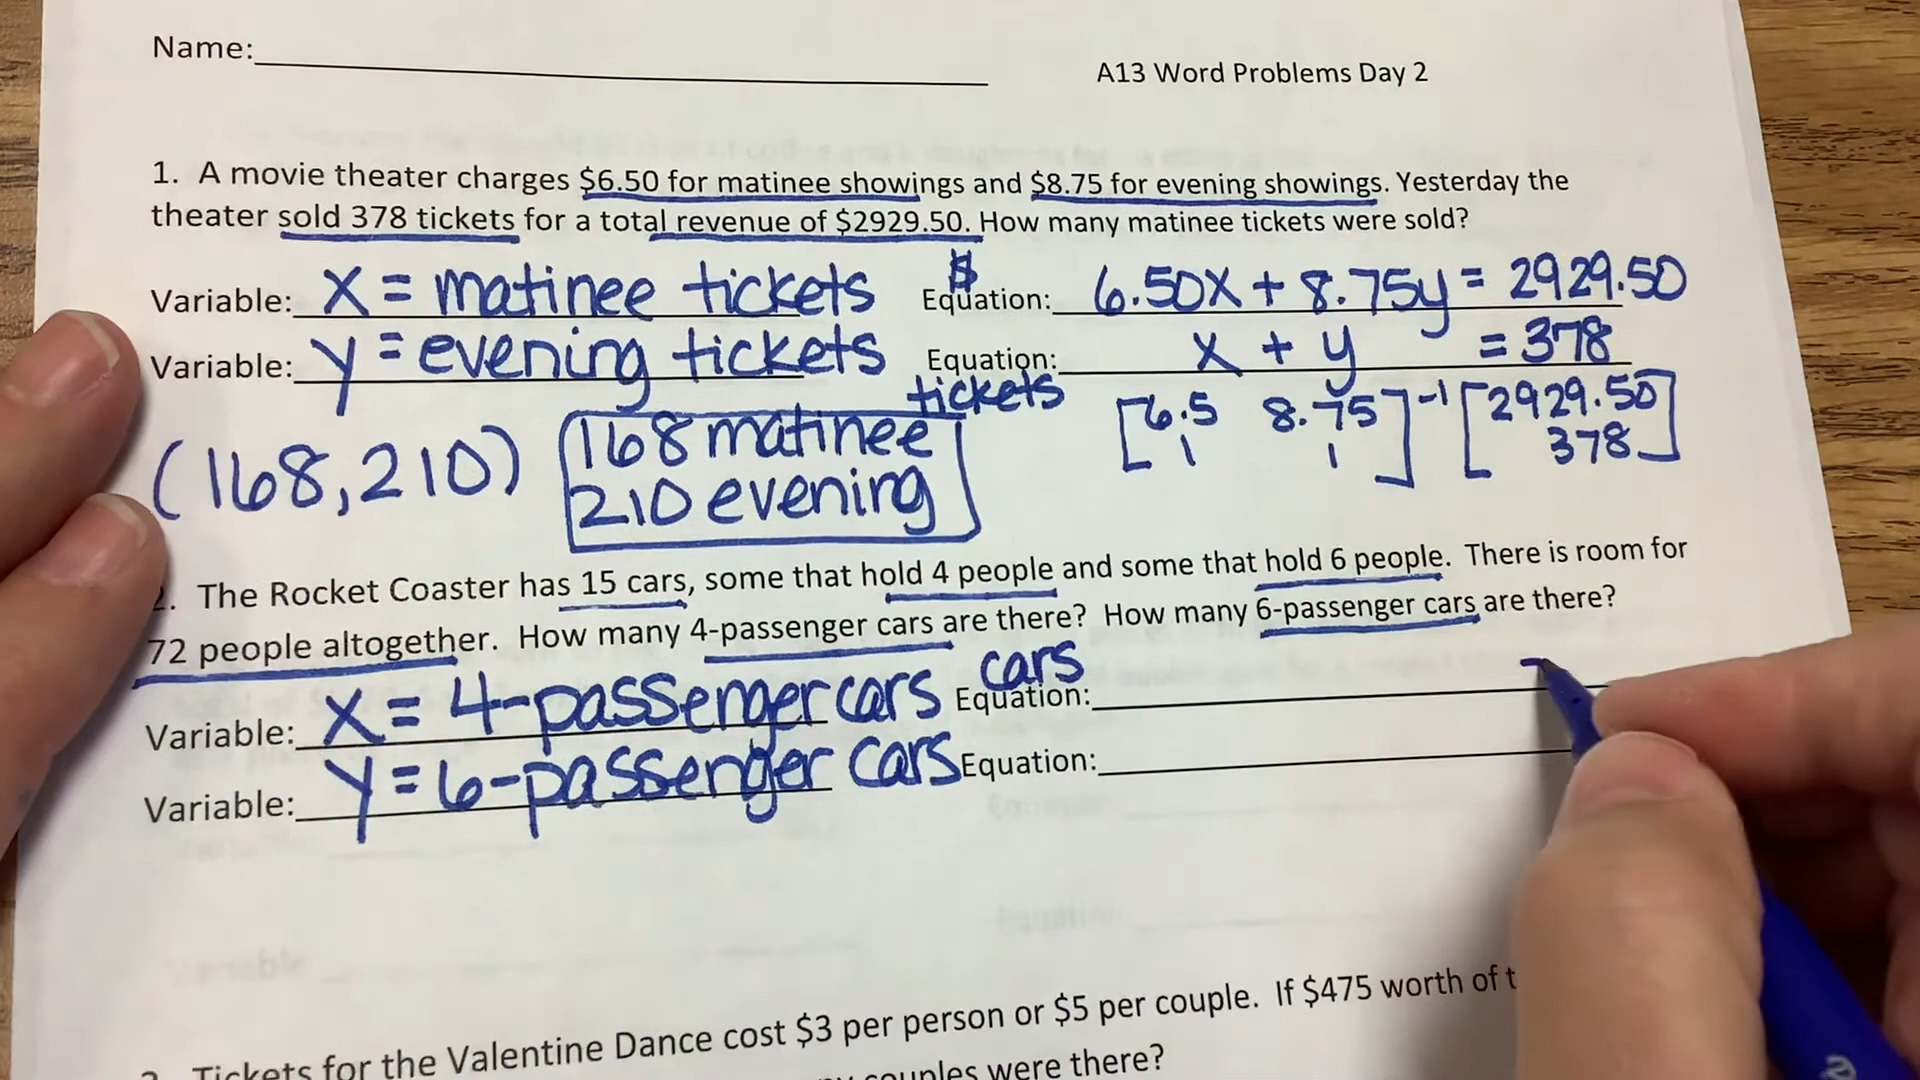 Name:
A13 Word Problems Day 2
1. A movie theater charges $6.50 for matinee showings and $8.75 for evening showings. Yesterday the
theater sold 378 tickets for a total revenue of $2929.50. How many matinee tickets were sold?
Variable: x = matinee tickets
$
Equation: 6.50x + 8.75y = 2929.50
Variable: y = evening tickets
Equation: x + y = 378
tickets
[6.5 8.75]⁻¹ [2929.50]
1 1 378
(168,210)
168 matinee
210 evening
. The Rocket Coaster has 15 cars, some that hold 4 people and some that hold 6 people. There is room for
72 people altogether. How many 4-passenger cars are there? How many 6-passenger cars are there?
Variable: x = 4-passenger cars
cars
Equation:
Variable: y = 6-passenger cars
Equation:
Tickets for the Valentine Dance cost $3 per person or $5 per couple. If $475 worth of
couples were there?